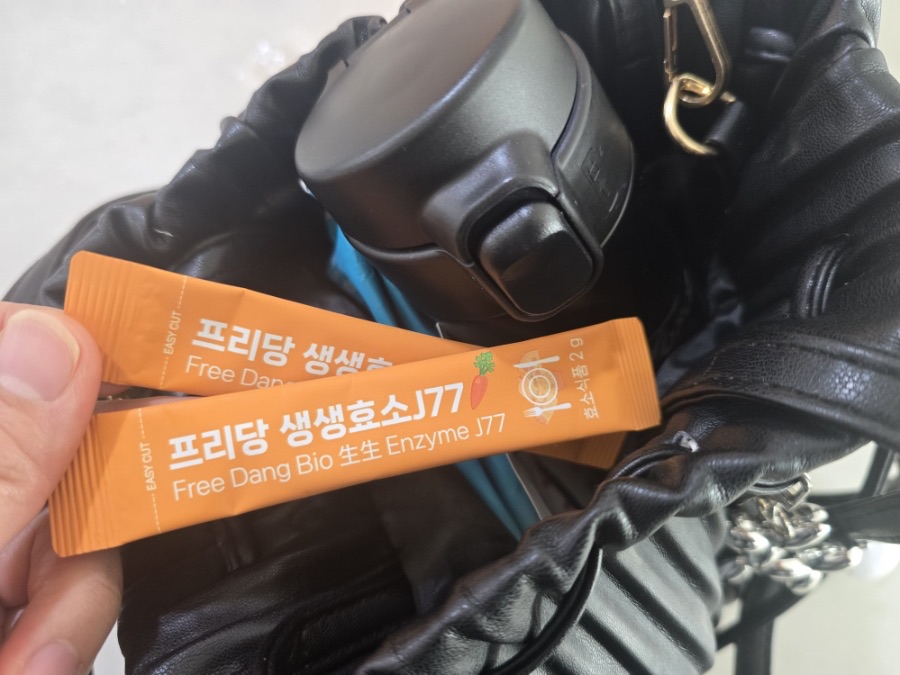 EASY CUT
프리당 생생효
Free Dang
EASY CUT
프리당 생생효소J77
Free Dang Bio 生生 Enzyme J77
효소식품 2 g